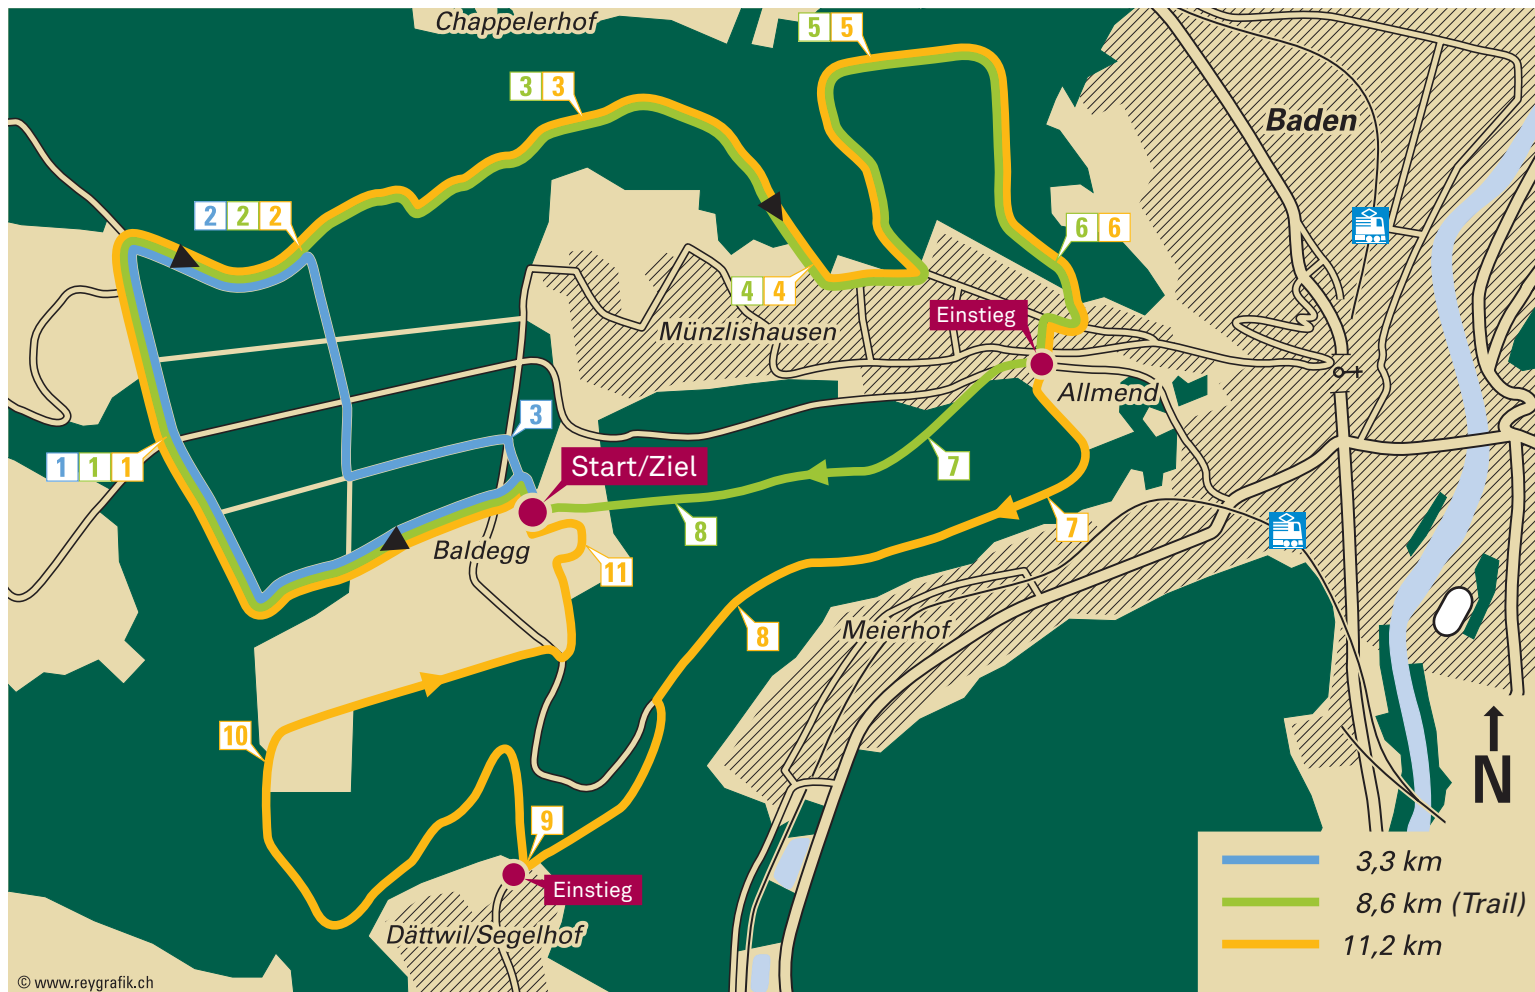 Chappelerhof
5 5
3 3
Baden
2 2 2
6 6
4 4
Einstieg
Münzlishausen
Allmend
3
1 1 1
Start/Ziel
7
8
7
Baldegg
11
8
Meierhof
10
9
Einstieg
Dättwil/Segelhof
N
3,3 km
8,6 km (Trail)
11,2 km
© www.reygrafik.ch